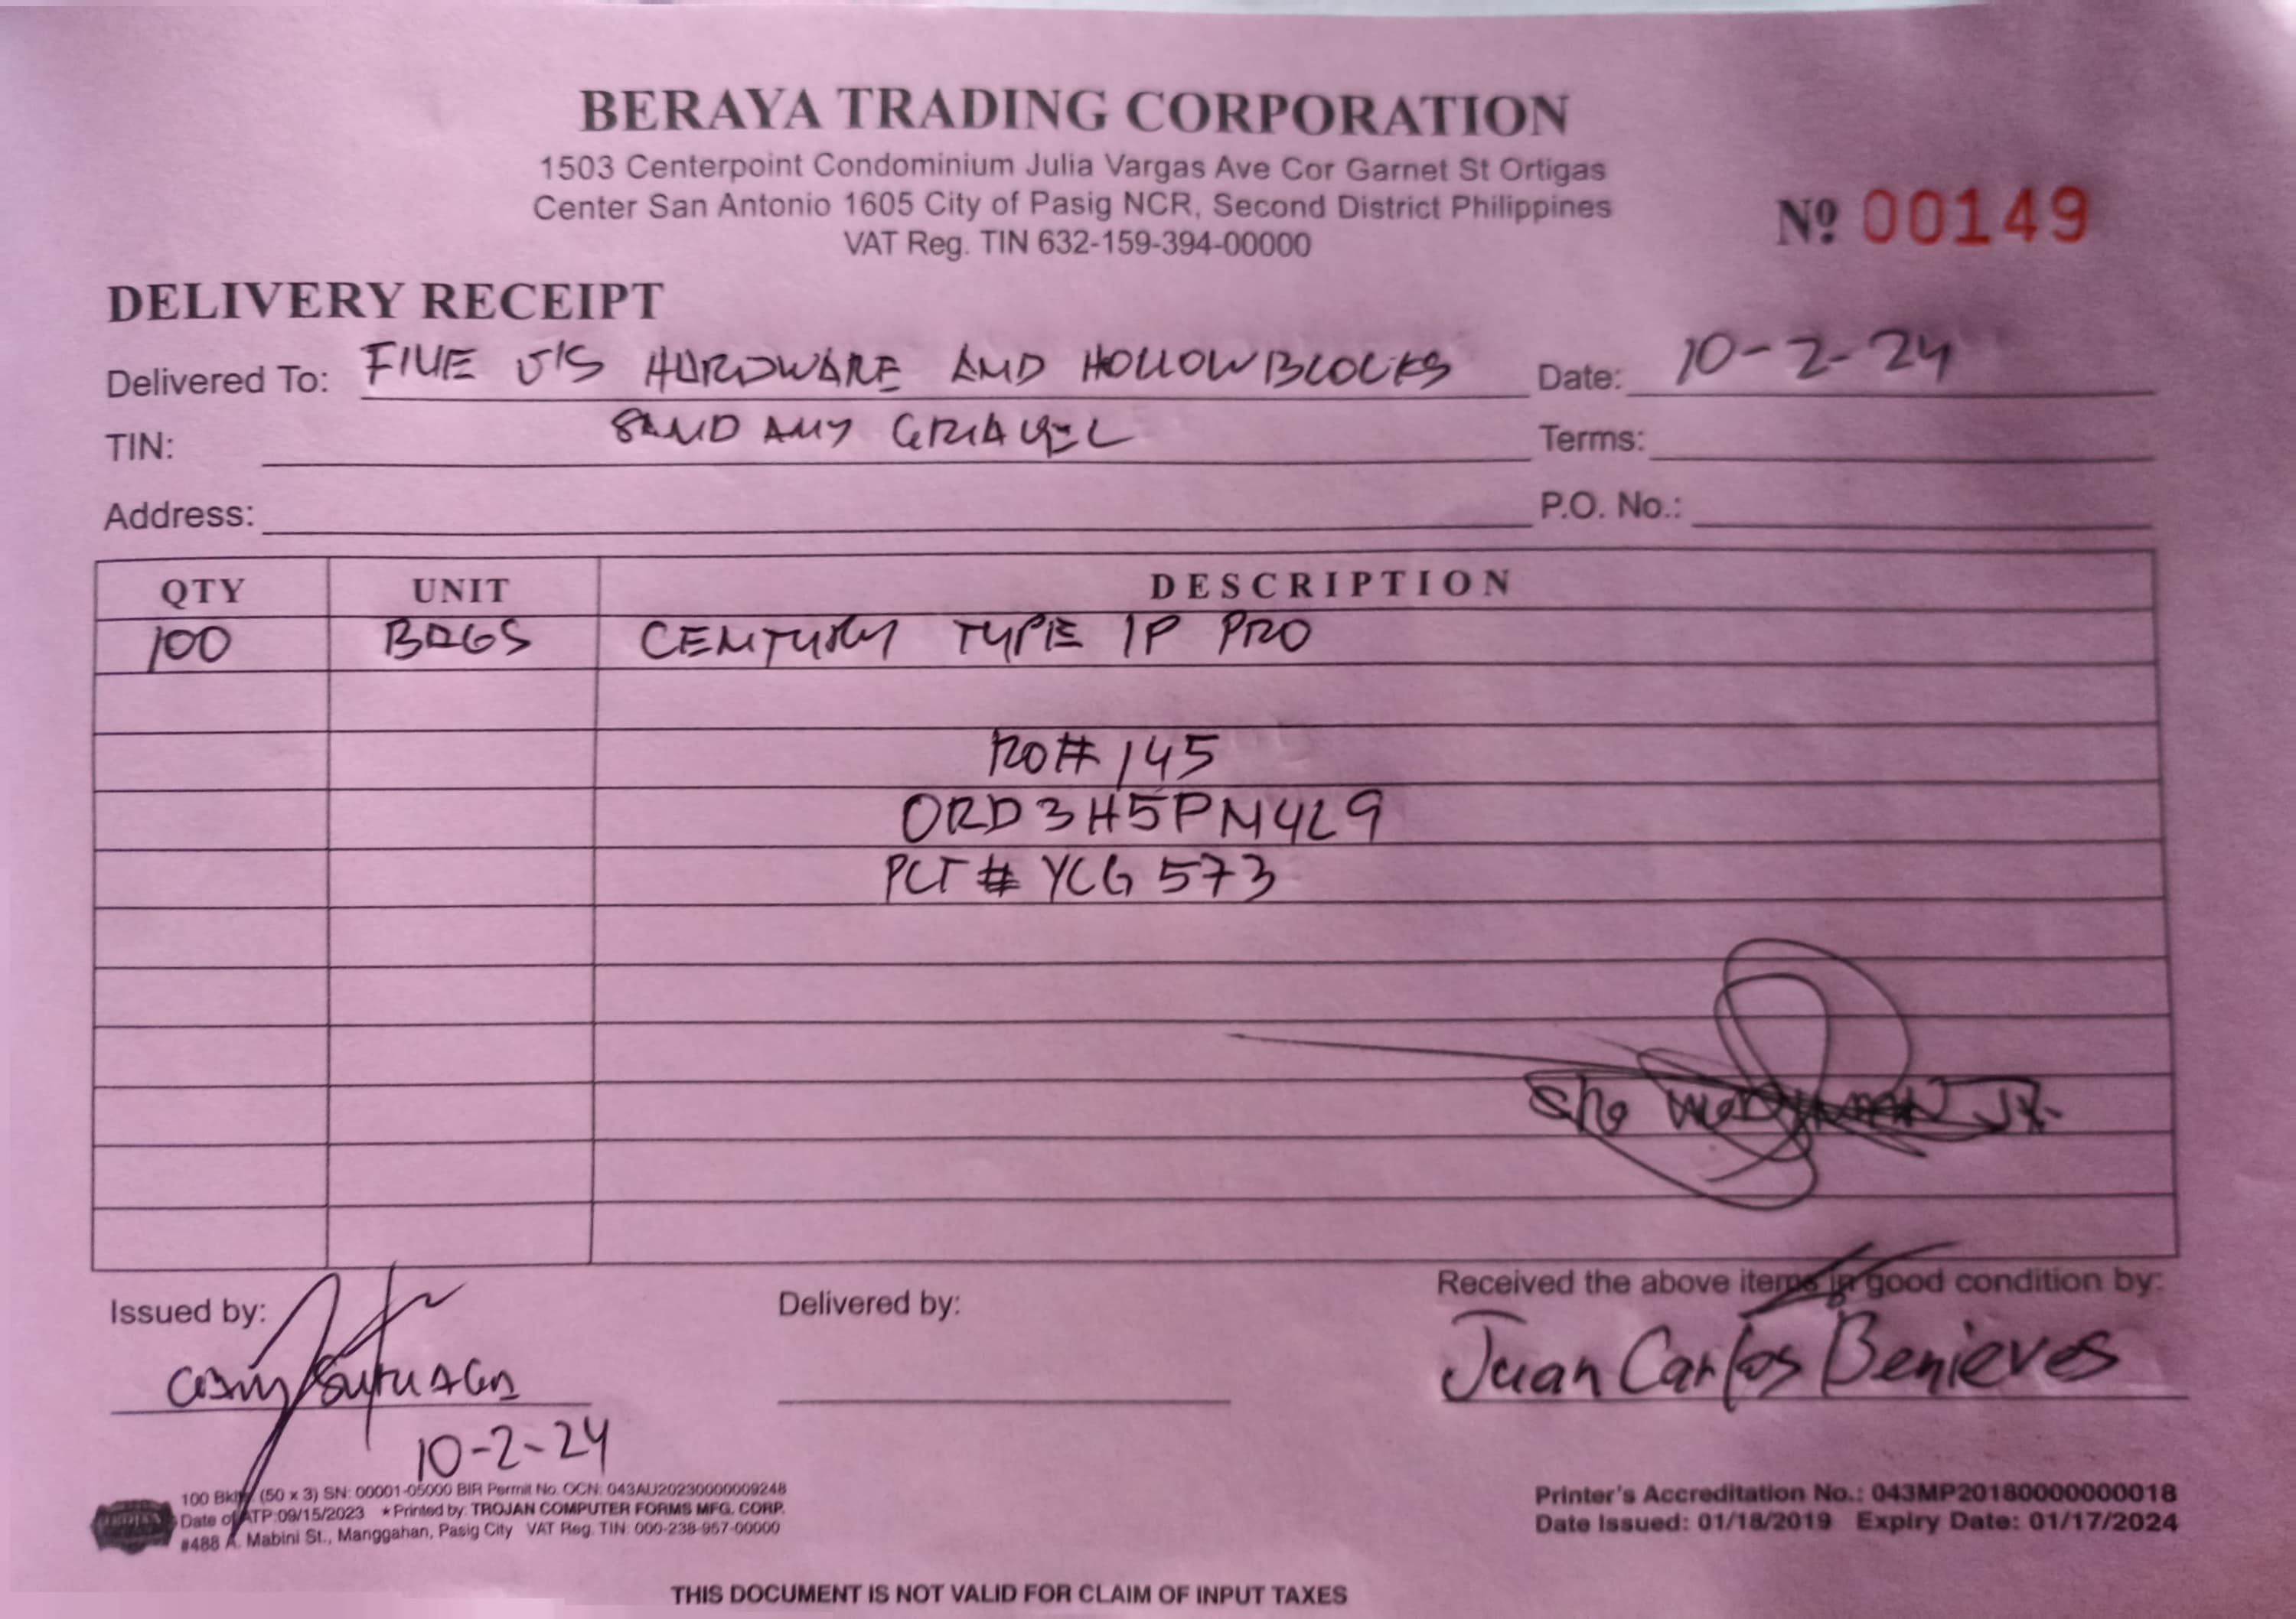 BERAYA TRADING CORPORATION
1503 Centerpoint Condominium Julia Vargas Ave Cor Garnet St Ortigas
Center San Antonio 1605 City of Pasig NCR, Second District Philippines
VAT Reg. TIN 632-159-394-00000
Nº 00149
DELIVERY RECEIPT
Delivered To: FIVE J'S HARDWARE AND HOLLOWBLOCKS Date: 10-2-24
TIN: SAND AND GRAVEL Terms:
Address: P.O. No.:
QTY UNIT DESCRIPTION
100 BAGS CENTURY TYPE 1P PRO
RO# 145
ORD3H5PNYL9
PCT # YCG 573
Jr.
Received the above items in good condition by:
Issued by: Delivered by:
Juan Carlos Benieves
10-2-24
100 Bklts. (50 x 3) SN: 00001-05000 BIR Permit No. OCN: 043AU20230000009248
Date of ATP:09/15/2023 *Printed by: TROJAN COMPUTER FORMS MFG. CORP.
#488 A. Mabini St., Manggahan, Pasig City VAT Reg. TIN: 000-238-957-00000
Printer's Accreditation No.: 043MP20180000000018
Date Issued: 01/18/2019 Expiry Date: 01/17/2024
THIS DOCUMENT IS NOT VALID FOR CLAIM OF INPUT TAXES